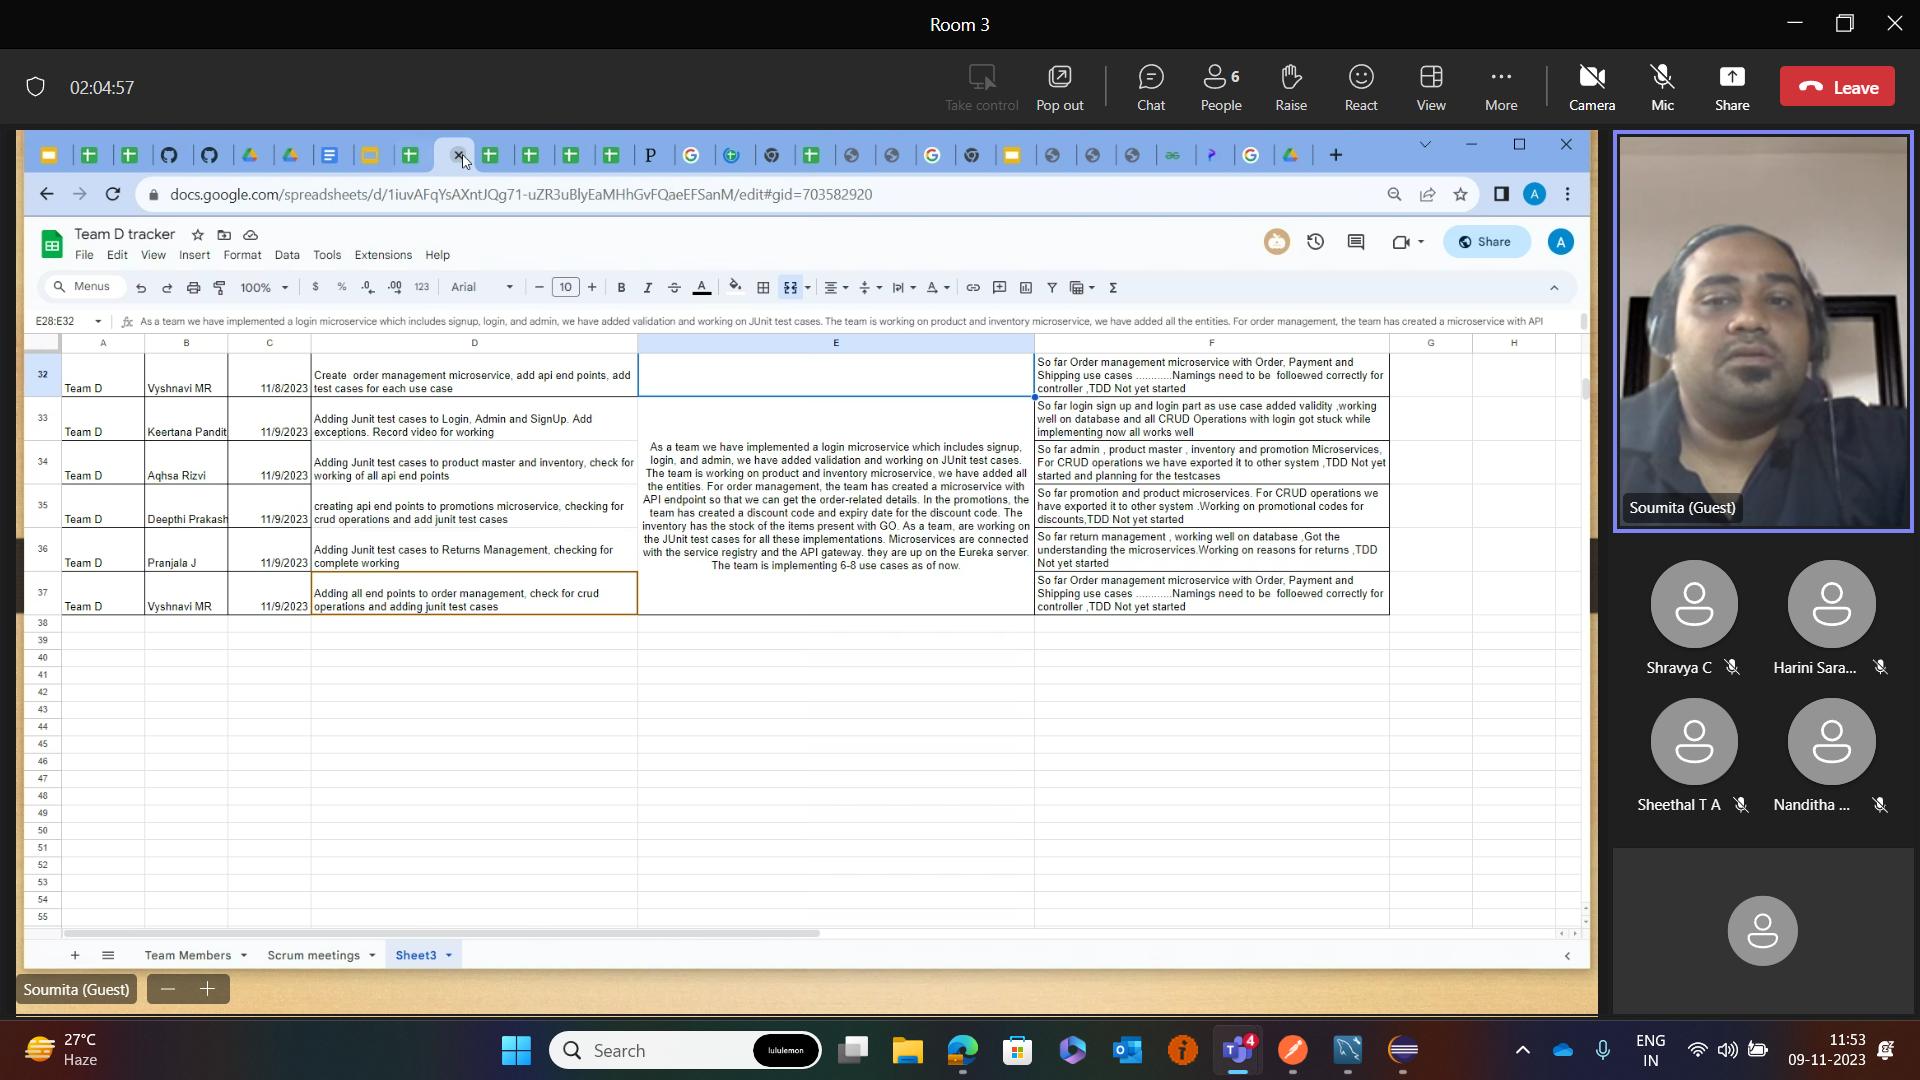 Room 3
02:04:57
Take control
Pop out
Chat
6
People
Raise
React
View
More
Camera
Mic
Share
Leave
docs.google.com/spreadsheets/d/1iuvAFqYsAXntJQg71-uZR3uBlyEaMHhGvFQaeEFSanM/edit#gid=703582920
A
Team D tracker
File Edit View Insert Format Data Tools Extensions Help
Share
A
Menus
100%
$ % .0 .00 123
Arial
10
B I A
E28:E32
As a team we have implemented a login microservice which includes signup, login, and admin, we have added validation and working on JUnit test cases. The team is working on product and inventory microservice, we have added all the entities. For order management, the team has created a microservice with API
A B C D E F G H
32
Team D
Vyshnavi MR
11/8/2023
Create order management microservice, add api end points, add
test cases for each use case
So far Order management microservice with Order, Payment and
Shipping use cases ............Namings need to be folloewed correctly for
controller ,TDD Not yet started
33
Team D
Keertana Pandit
11/9/2023
Adding Junit test cases to Login, Admin and SignUp. Add
exceptions. Record video for working
So far login sign up and login part as use case added validity ,working
well on database and all CRUD Operations with login got stuck while
implementing now all works well
34
Team D
Aqhsa Rizvi
11/9/2023
Adding Junit test cases to product master and inventory, check for
working of all api end points
As a team we have implemented a login microservice which includes signup,
login, and admin, we have added validation and working on JUnit test cases.
The team is working on product and inventory microservice, we have added all
the entities. For order management, the team has created a microservice with
API endpoint so that we can get the order-related details. In the promotions, the
team has created a discount code and expiry date for the discount code. The
inventory has the stock of the items present with GO. As a team, are working on
the JUnit test cases for all these implementations. Microservices are connected
with the service registry and the API gateway. they are up on the Eureka server.
The team is implementing 6-8 use cases as of now.
So far admin , product master , inventory and promotion Microservices,
For CRUD operations we have exported it to other system ,TDD Not yet
started and planning for the testcases
35
Team D
Deepthi Prakash
11/9/2023
creating api end points to promotions microservice, checking for
crud operations and add junit test cases
So far promotion and product microservices. For CRUD operations we
have exported it to other system .Working on promotional codes for
discounts,TDD Not yet started
36
Team D
Pranjala J
11/9/2023
Adding Junit test cases to Returns Management, checking for
complete working
So far return management , working well on database ,Got the
understanding the microservices.Working on reasons for returns ,TDD
Not yet started
37
Team D
Vyshnavi MR
11/9/2023
Adding all end points to order management, check for crud
operations and adding junit test cases
So far Order management microservice with Order, Payment and
Shipping use cases ............Namings need to be folloewed correctly for
controller ,TDD Not yet started
38
39
40
41
42
43
44
45
46
47
48
49
50
51
52
53
54
55
Team Members
Scrum meetings
Sheet3
Soumita (Guest)
Soumita (Guest)
Shravya C
Harini Sara...
Sheethal T A
Nanditha ...
27°C
Haze
Search
lululemon
4
ENG
IN
11:53
09-11-2023